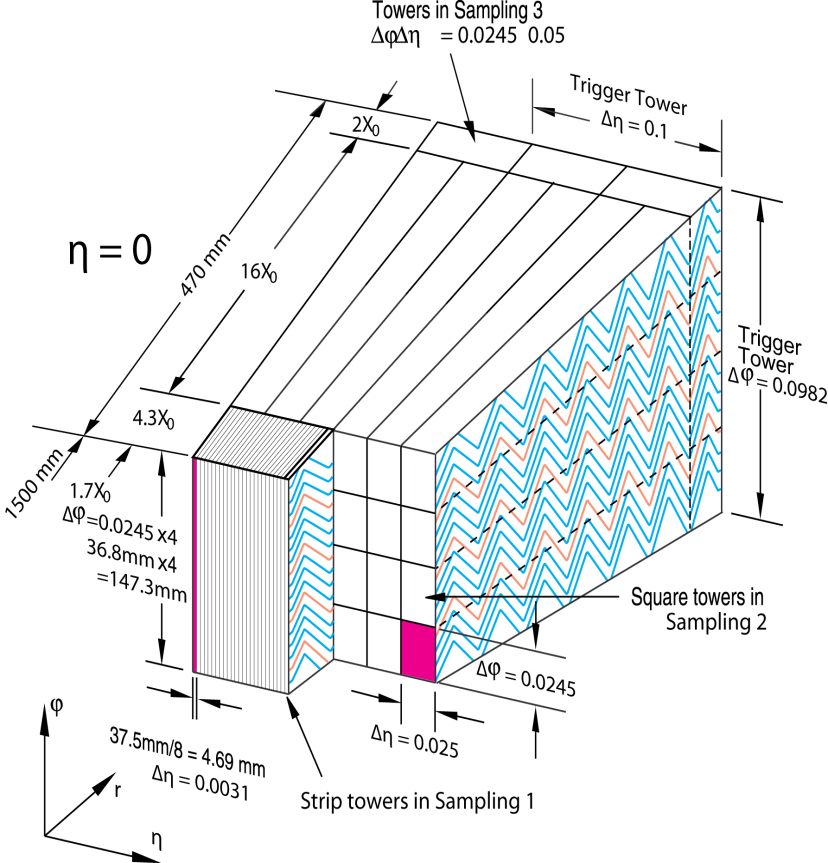 Towers in Sampling 3
ΔφΔη = 0.0245 0.05
Trigger Tower
Δη = 0.1
2X₀
η = 0
470 mm
16X₀
Trigger
Tower
Δφ = 0.0982
4.3X₀
1500 mm
1.7X₀
Δφ=0.0245 x4
36.8mm x4
=147.3mm
Square towers in
Sampling 2
Δφ = 0.0245
Δη = 0.025
37.5mm/8 = 4.69 mm
Δη = 0.0031
Strip towers in Sampling 1
φ
r
η